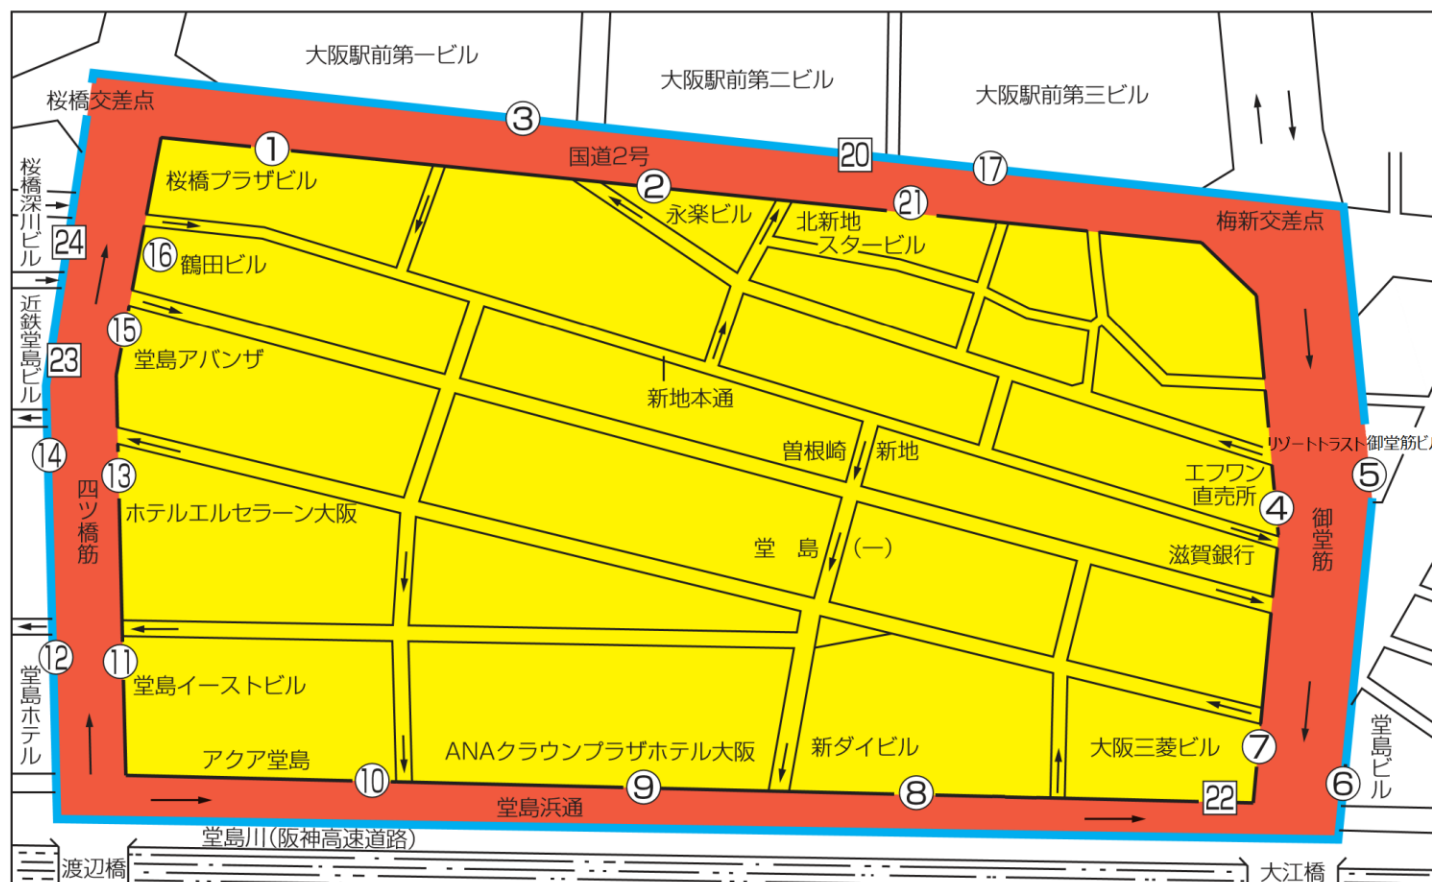 大阪駅前第一ビル
大阪駅前第二ビル
大阪駅前第三ビル
桜橋交差点
③
①
国道2号
⑳
⑰
桜橋プラザビル
②
㉑
永楽ビル
北新地
スタービル
梅新交差点
桜橋深川ビル
㉔
⑯
鶴田ビル
近鉄堂島ビル
㉓
⑮
堂島アバンザ
新地本通
曽根崎
新地
リゾートトラスト御堂筋ビル
エフワン
直売所
④
⑤
⑭
⑬
四ツ橋筋
ホテルエルセラーン大阪
御堂筋
堂 島 (一)
滋賀銀行
⑫
⑪
堂島ホテル
堂島イーストビル
アクア堂島
⑩
ANAクラウンプラザホテル大阪
⑨
新ダイビル
⑧
大阪三菱ビル
⑦
㉒
⑥
堂島ビル
堂島浜通
堂島川(阪神高速道路)
渡辺橋
大江橋